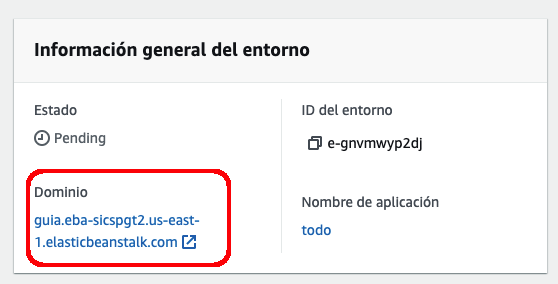 Información general del entorno
Estado
Pending
Dominio
guia.eba-sicspgt2.us-east-
1.elasticbeanstalk.com
ID del entorno
e-gnvmwyp2dj
Nombre de aplicación
todo